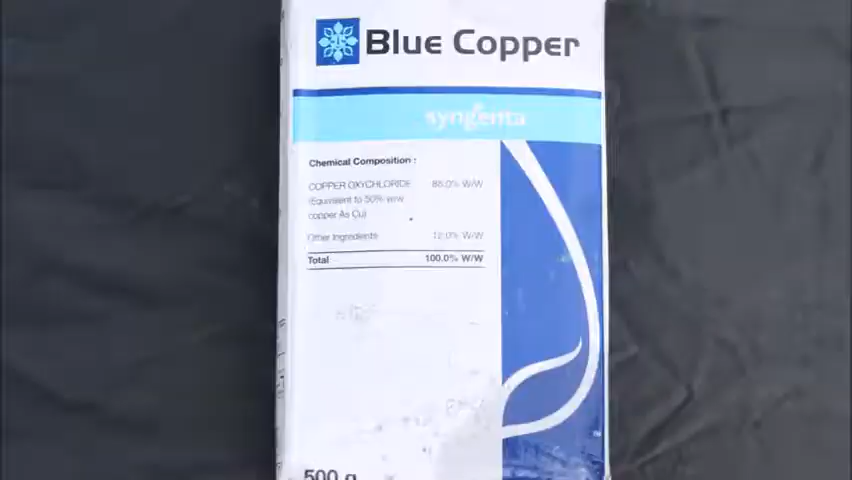 Blue Copper
syngenta
Chemical Composition :
COPPER OXYCHLORIDE 88.0% W/W
(Equivalent to 50% w/w
copper As Cu)
Other Ingredients 12.0% W/W
Total 100.0% W/W
500 g